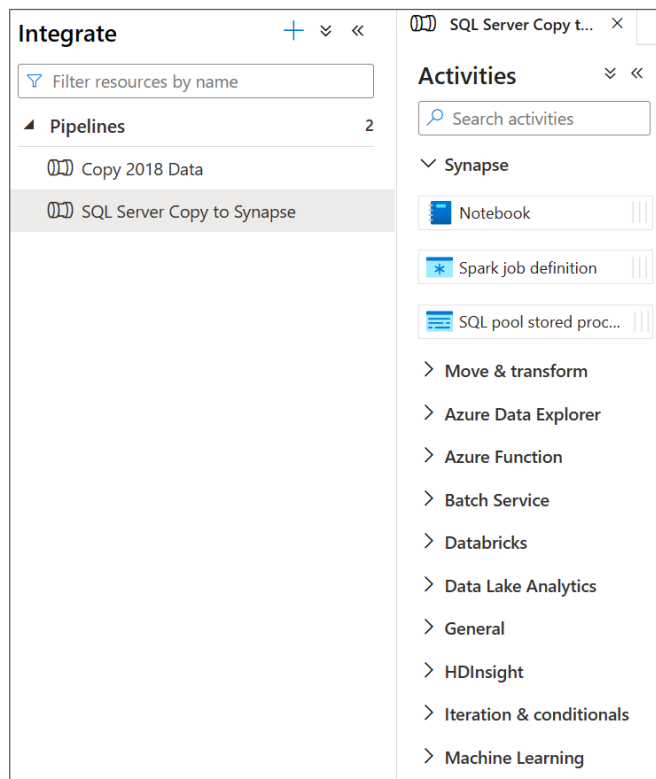 Integrate
Filter resources by name
Pipelines 2
Copy 2018 Data
SQL Server Copy to Synapse
SQL Server Copy t...
Activities
Search activities
Synapse
Notebook
Spark job definition
SQL pool stored proc...
Move & transform
Azure Data Explorer
Azure Function
Batch Service
Databricks
Data Lake Analytics
General
HDInsight
Iteration & conditionals
Machine Learning